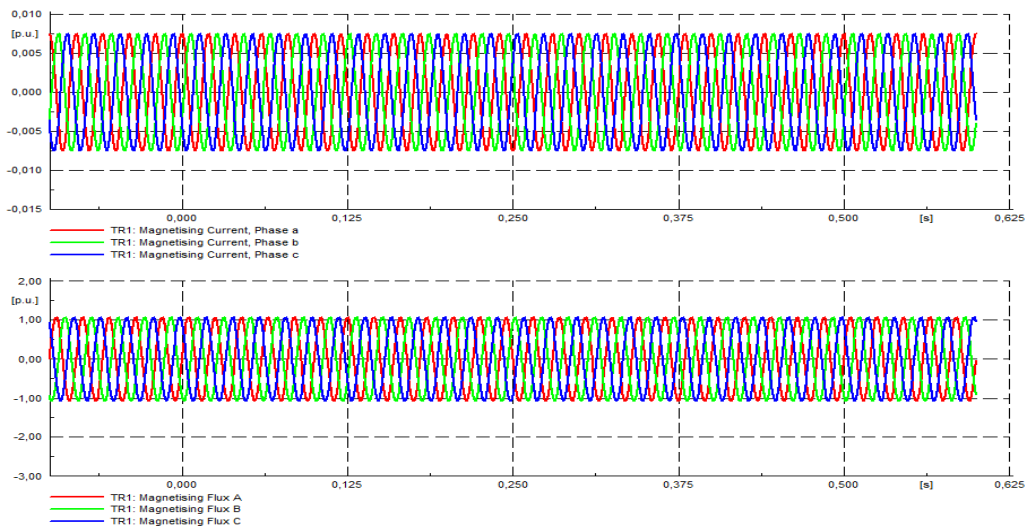 0,010
[p.u.]
0,005
0,000
-0,005
-0,010
-0,015
0,000 0,125 0,250 0,375 0,500 [s] 0,625
TR1: Magnetising Current, Phase a
TR1: Magnetising Current, Phase b
TR1: Magnetising Current, Phase c
2,00
[p.u.]
1,00
0,00
-1,00
-2,00
-3,00
0,000 0,125 0,250 0,375 0,500 [s] 0,625
TR1: Magnetising Flux A
TR1: Magnetising Flux B
TR1: Magnetising Flux C